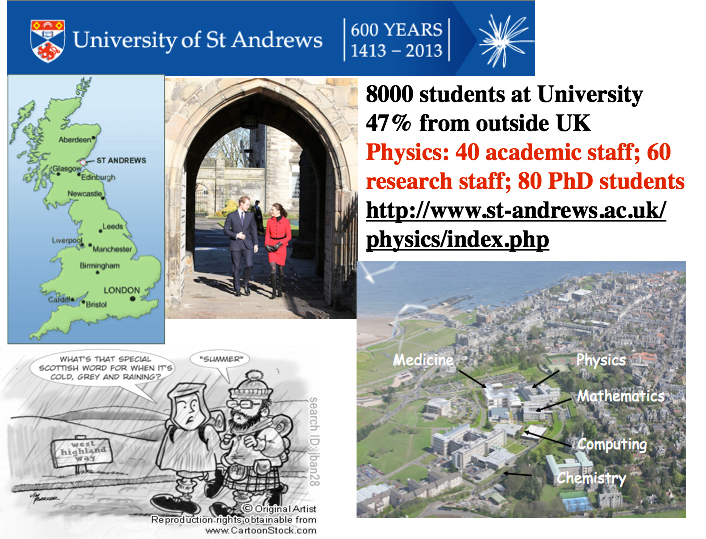 University of St Andrews
600 YEARS
1413 – 2013
8000 students at University
47% from outside UK
Physics: 40 academic staff; 60
research staff; 80 PhD students
http://www.st-andrews.ac.uk/
physics/index.php
Aberdeen
ST ANDREWS
Glasgow
Edinburgh
Newcastle
Leeds
Liverpool
Manchester
Birmingham
LONDON
Cardiff
Bristol
WHAT'S THAT SPECIAL
SCOTTISH WORD FOR WHEN IT'S
COLD, GREY AND RAINING?
"SUMMER"
west
highland
way
search ID: jban28
© Original Artist
Reproduction rights obtainable from
www.CartoonStock.com
Medicine
Physics
Mathematics
Computing
Chemistry